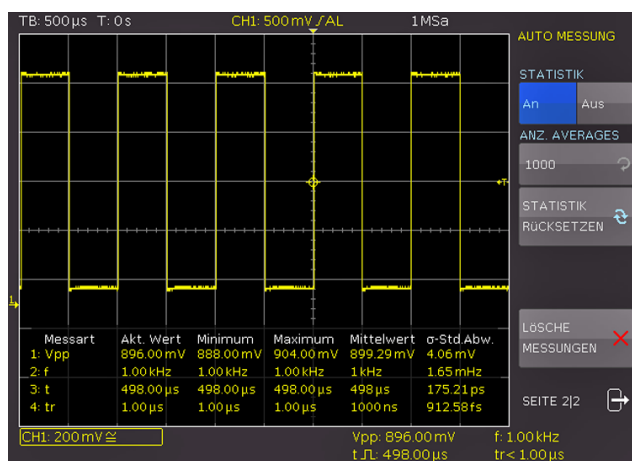 TB: 500µs T: 0s CH1: 500mV ∕AL 1MSa
AUTO MESSUNG
STATISTIK
An Aus
ANZ. AVERAGES
1000
STATISTIK
RÜCKSETZEN
LÖSCHE
MESSUNGEN
SEITE 2|2
T
1
Messart Akt. Wert Minimum Maximum Mittelwert σ-Std.Abw.
1: Vpp 896.00mV 888.00mV 904.00mV 899.29mV 4.06mV
2: f 1.00kHz 1.00kHz 1.00kHz 1kHz 1.65mHz
3: t 498.00µs 498.00µs 498.00µs 498µs 175.21ps
4: tr 1.00µs 1.00µs 1.00µs 1000ns 912.58fs
CH1: 200mV ≅
Vpp: 896.00mV f: 1.00kHz
t ⎍: 498.00µs tr< 1.00µs